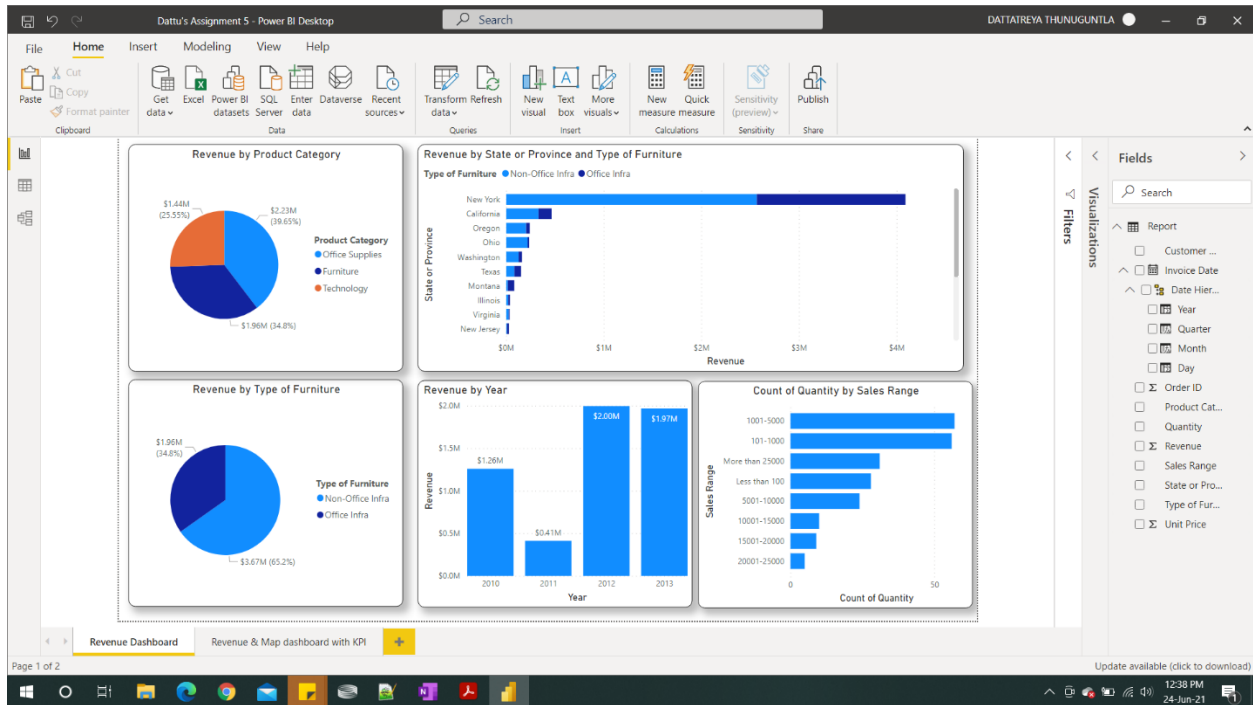 Dattu's Assignment 5 - Power BI Desktop
Search
DATTATREYA THUNUGUNTLA
File Home Insert Modeling View Help
Paste
Cut
Copy
Format painter
Clipboard
Get data
Excel
Power BI datasets
SQL Server
Enter data
Dataverse
Recent sources
Data
Transform data
Refresh
Queries
New visual
Text box
More visuals
Insert
New measure
Quick measure
Calculations
Sensitivity (preview)
Sensitivity
Publish
Share
Revenue by Product Category
$1.44M
(25.55%)
$2.23M
(39.65%)
$1.96M (34.8%)
Product Category
Office Supplies
Furniture
Technology
Revenue by State or Province and Type of Furniture
Type of Furniture Non-Office Infra Office Infra
State or Province
New York
California
Oregon
Ohio
Washington
Texas
Montana
Illinois
Virginia
New Jersey
$0M $1M $2M $3M $4M
Revenue
Revenue by Type of Furniture
$1.96M
(34.8%)
$3.67M (65.2%)
Type of Furniture
Non-Office Infra
Office Infra
Revenue by Year
Revenue
$2.0M
$1.5M
$1.0M
$0.5M
$0.0M
$1.26M
$0.41M
$2.00M
$1.97M
2010 2011 2012 2013
Year
Count of Quantity by Sales Range
Sales Range
1001-5000
101-1000
More than 25000
Less than 100
5001-10000
10001-15000
15001-20000
20001-25000
0 50
Count of Quantity
Filters
Visualizations
Fields
Search
Report
Customer ...
Invoice Date
Date Hier...
Year
Quarter
Month
Day
Σ Order ID
Product Cat...
Quantity
Σ Revenue
Sales Range
State or Pro...
Type of Fur...
Σ Unit Price
Revenue Dashboard
Revenue & Map dashboard with KPI
Page 1 of 2
Update available (click to download)
12:38 PM
24-Jun-21
1